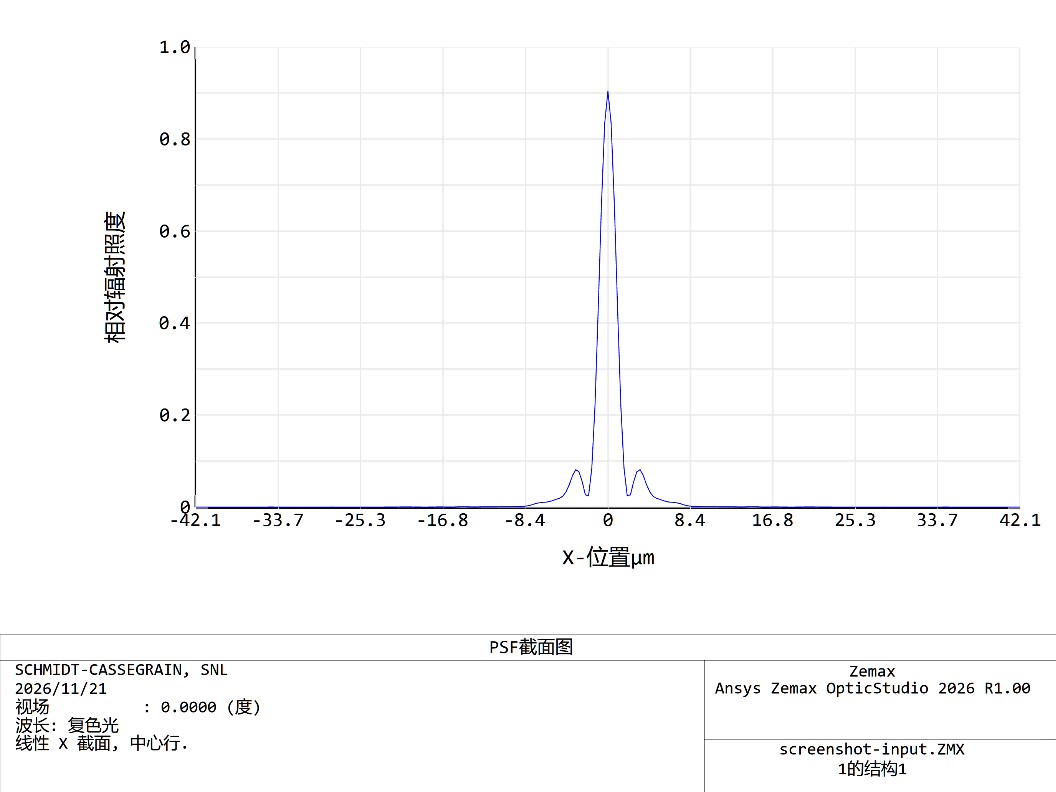 1.0
0.8
0.6
0.4
0.2
0
相对辐射照度
-42.1 -33.7 -25.3 -16.8 -8.4 0 8.4 16.8 25.3 33.7 42.1
X-位置µm
PSF截面图
SCHMIDT-CASSEGRAIN, SNL
2026/11/21
视场 : 0.0000 (度)
波长: 复色光
线性 X 截面, 中心行.
Zemax
Ansys Zemax OpticStudio 2026 R1.00
screenshot-input.ZMX
1的结构1